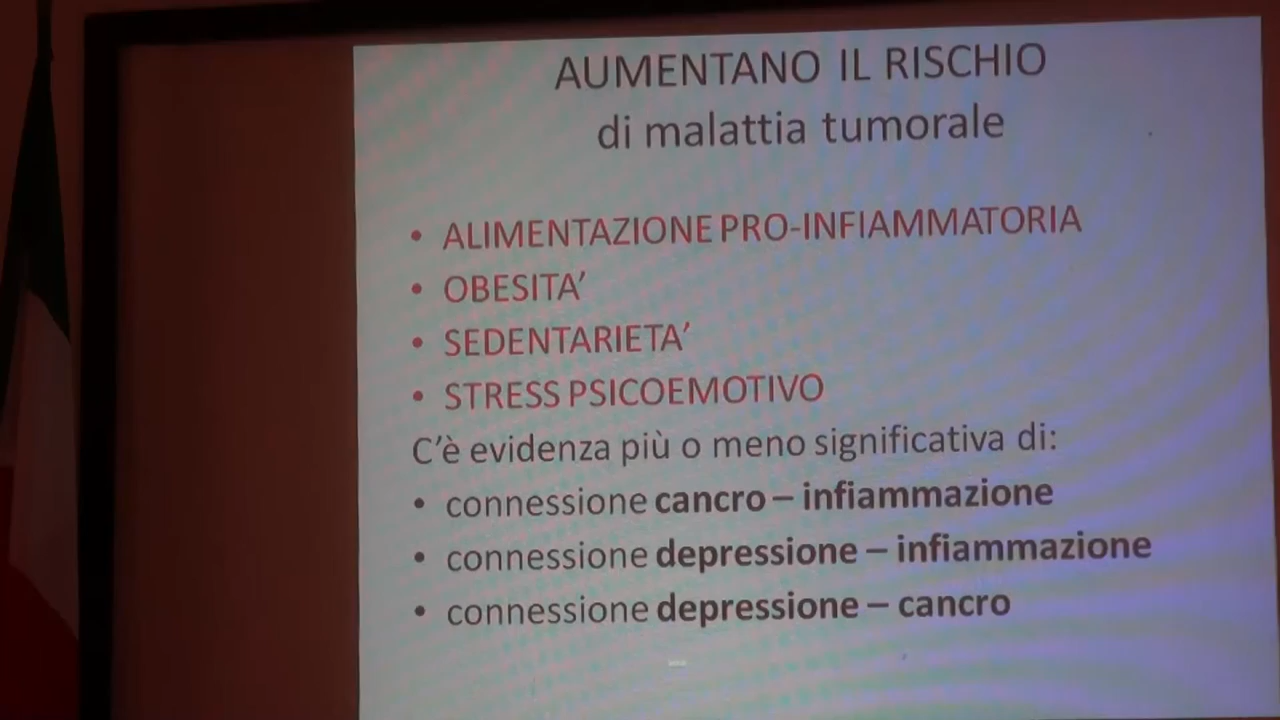 AUMENTANO IL RISCHIO
di malattia tumorale
• ALIMENTAZIONE PRO-INFIAMMATORIA
• OBESITA’
• SEDENTARIETA’
• STRESS PSICOEMOTIVO
C’è evidenza più o meno significativa di:
• connessione cancro – infiammazione
• connessione depressione – infiammazione
• connessione depressione – cancro